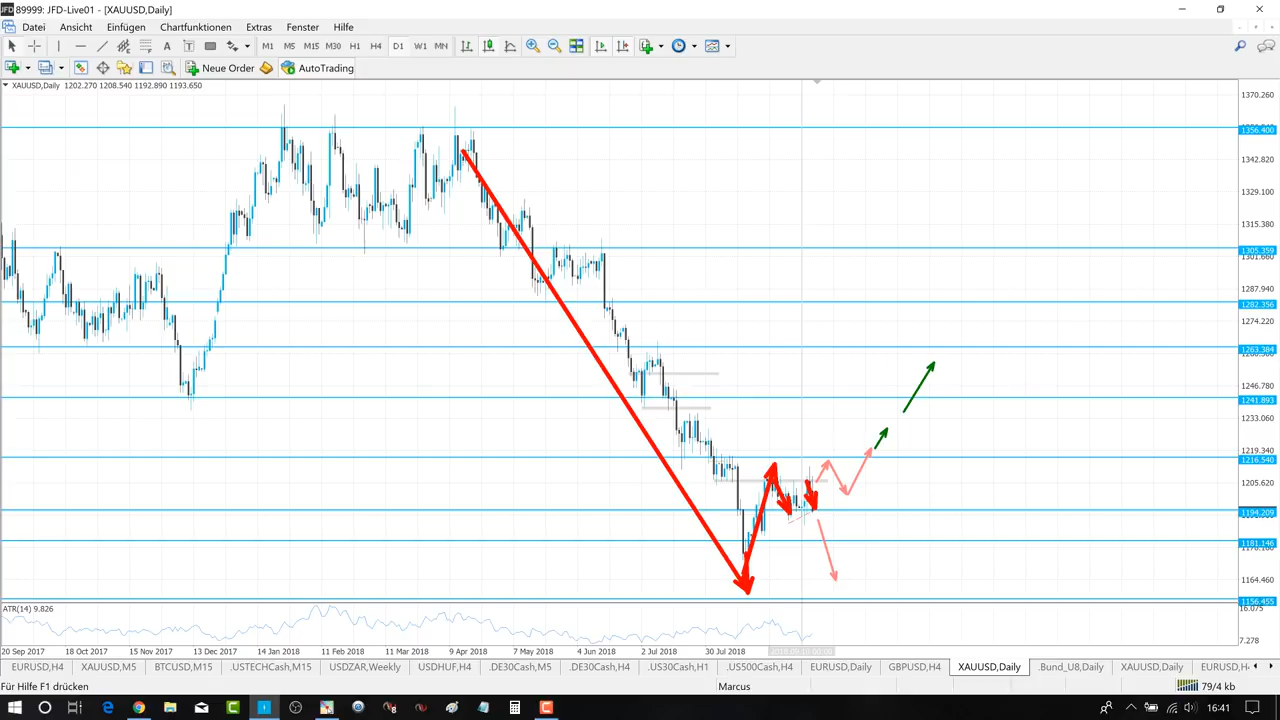 89999: JFD-Live01 - [XAUUSD,Daily]
Datei Ansicht Einfügen Chartfunktionen Extras Fenster Hilfe
M1 M5 M15 M30 H1 H4 D1 W1 MN
New Order AutoTrading
XAUUSD,Daily 1202.270 1208.540 1192.890 1193.650
1370.260
1356.400
1342.820
1329.100
1315.380
1305.359
1301.660
1287.940
1282.356
1274.220
1263.384
1246.780
1241.893
1233.060
1219.340
1216.540
1205.620
1194.209
1181.146
1164.460
1156.455
ATR(14) 9.826
16.075
7.278
20 Sep 2017 18 Oct 2017 15 Nov 2017 13 Dec 2017 14 Jan 2018 11 Feb 2018 11 Mar 2018 9 Apr 2018 7 May 2018 4 Jun 2018 2 Jul 2018 30 Jul 2018
EURUSD,H4 XAUUSD,M5 BTCUSD,M15 .USTECHCash,M15 USDZAR,Weekly USDHUF,H4 .DE30Cash,M5 .DE30Cash,H4 .US30Cash,H1 .US500Cash,H4 EURUSD,Daily GBPUSD,H4 XAUUSD,Daily .Bund_U8,Daily XAUUSD,Daily
Für Hilfe F1 drücken Marcus 79/4 kb
16:41